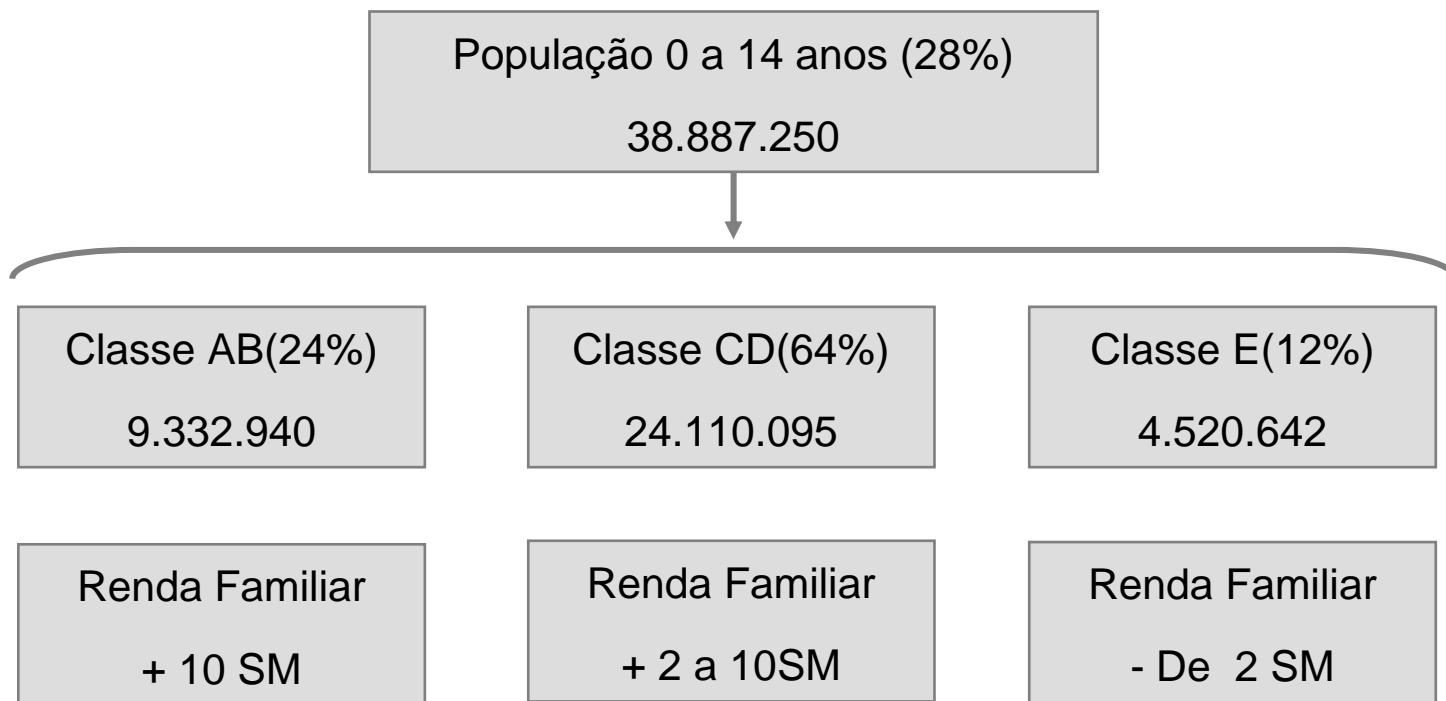 População 0 a 14 anos (28%)
38.887.250
Classe AB(24%)
9.332.940
Classe CD(64%)
24.110.095
Classe E(12%)
4.520.642
Renda Familiar
+ 10 SM
Renda Familiar
+ 2 a 10SM
Renda Familiar
- De 2 SM